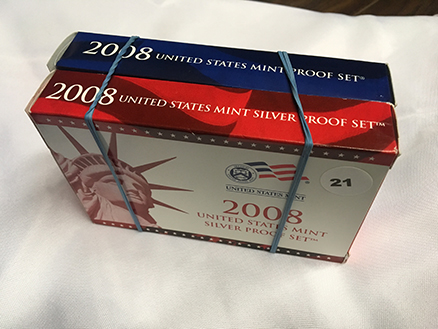 2008 UNITED STATES MINT PROOF SET®
2008 UNITED STATES MINT SILVER PROOF SET™
UNITED STATES MINT
21
2008
UNITED STATES MINT
SILVER PROOF SET™